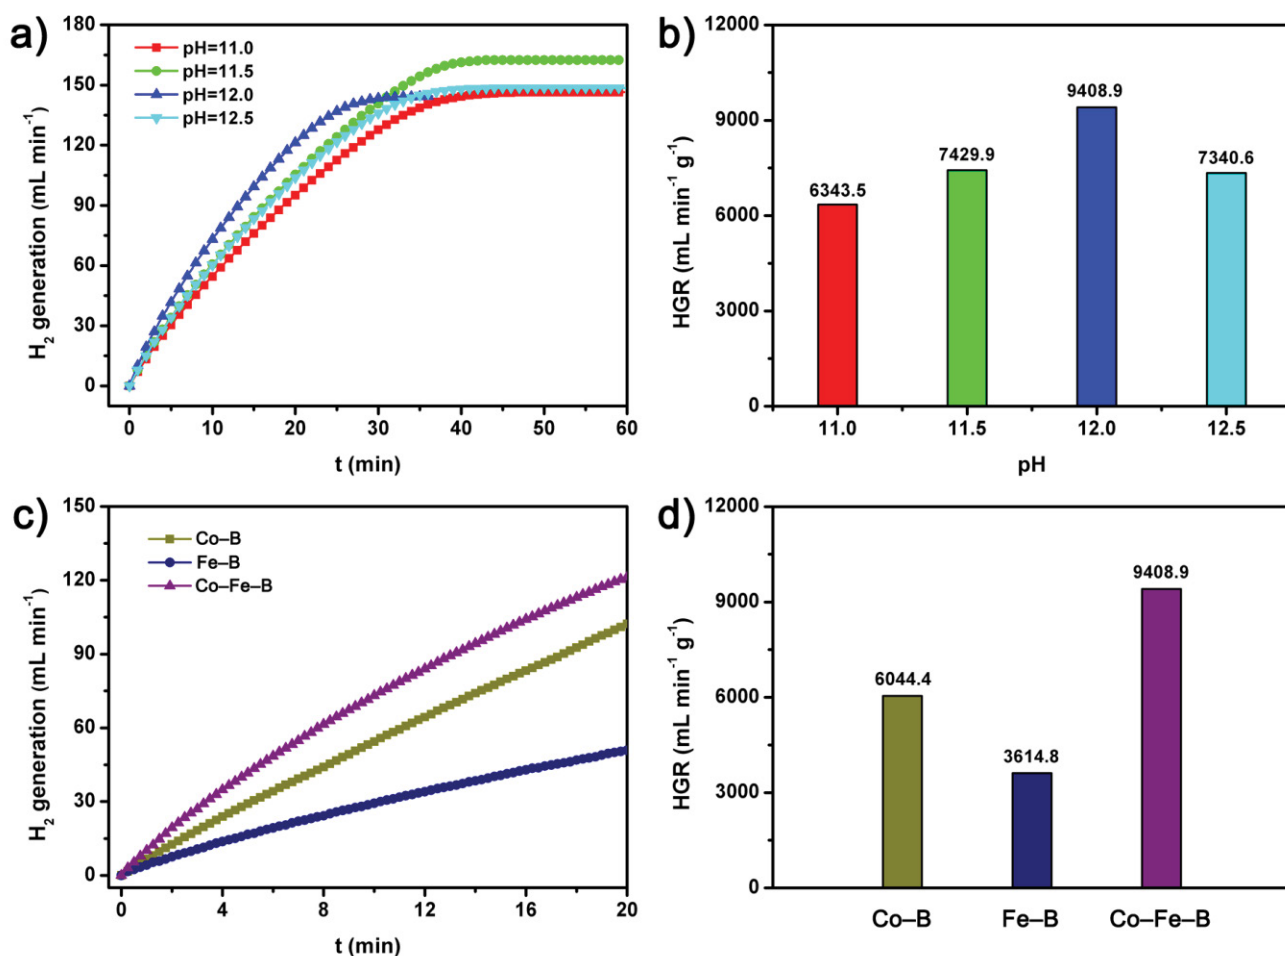 a)
180
150
120
90
60
30
0
H₂ generation (mL min⁻¹)
pH=11.0
pH=11.5
pH=12.0
pH=12.5
0 10 20 30 40 50 60
t (min)
b)
12000
9000
6000
3000
0
HGR (mL min⁻¹ g⁻¹)
6343.5
7429.9
9408.9
7340.6
11.0 11.5 12.0 12.5
pH
c)
150
120
90
60
30
0
H₂ generation (mL min⁻¹)
Co–B
Fe–B
Co–Fe–B
0 4 8 12 16 20
t (min)
d)
12000
9000
6000
3000
0
HGR (mL min⁻¹ g⁻¹)
6044.4
3614.8
9408.9
Co–B Fe–B Co–Fe–B